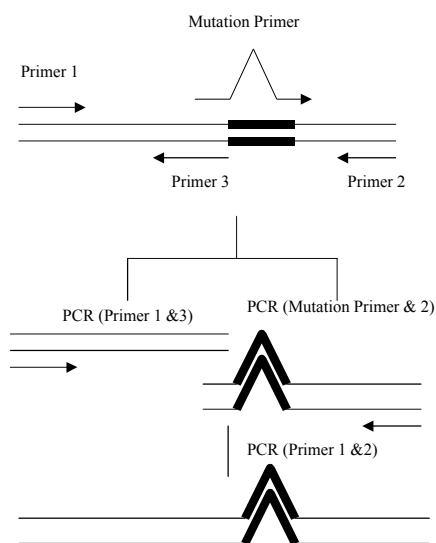 Mutation Primer
Primer 1
Primer 3
Primer 2
PCR (Primer 1 &3)
PCR (Mutation Primer & 2)
PCR (Primer 1 &2)